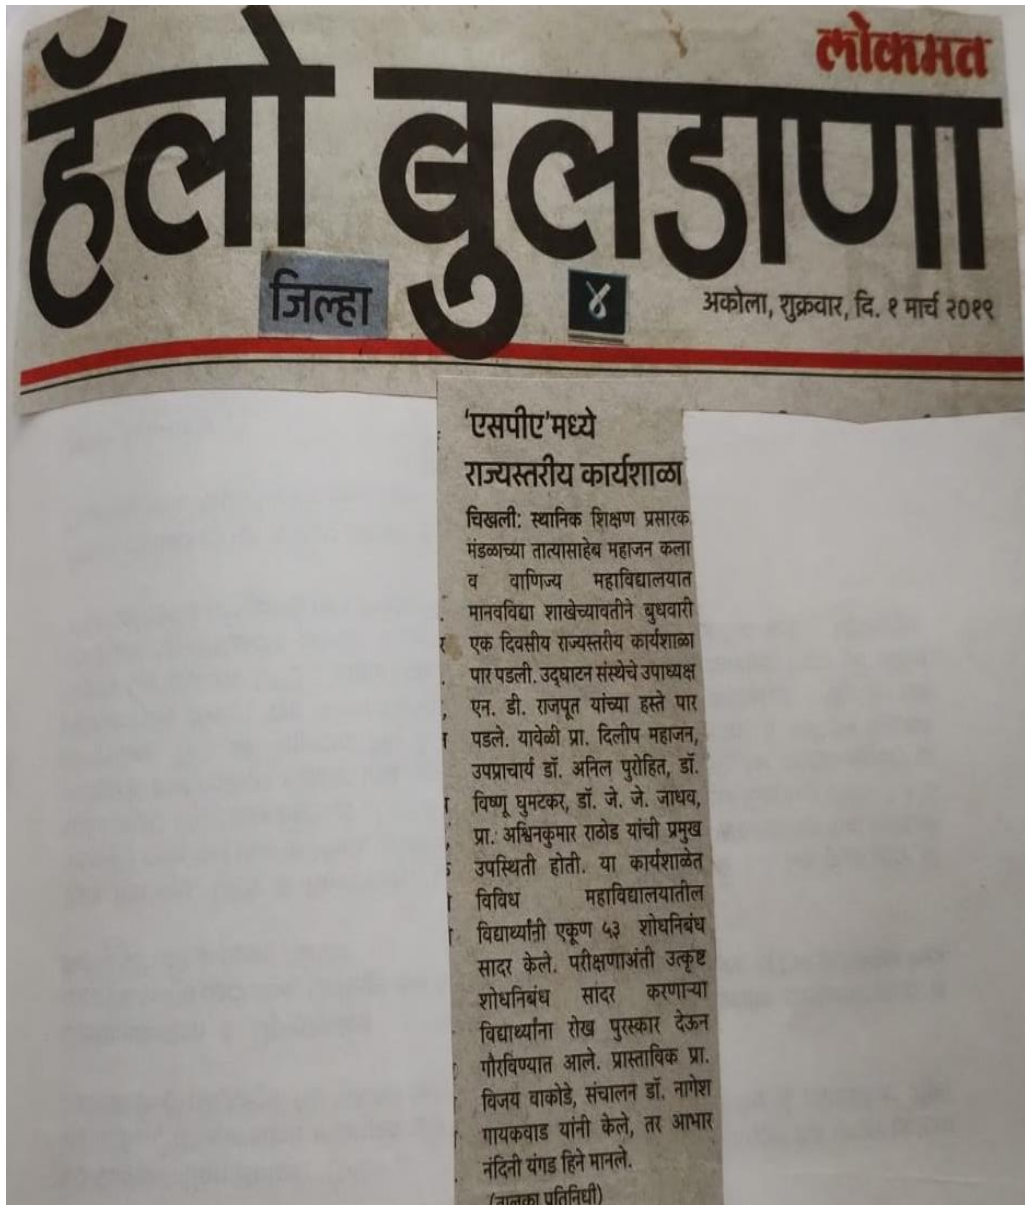 लोकमत
हॅलो बुलडाणा
जिल्हा
४
अकोला, शुक्रवार, दि. १ मार्च २०१९
'एसपीए'मध्ये
राज्यस्तरीय कार्यशाळा
चिखली: स्थानिक शिक्षण प्रसारक
मंडळाच्या तात्यासाहेब महाजन कला
व वाणिज्य महाविद्यालयात
मानवविद्या शाखेच्यावतीने बुधवारी
एक दिवसीय राज्यस्तरीय कार्यशाळा
पार पडली. उद्घाटन संस्थेचे उपाध्यक्ष
एन. डी. राजपूत यांच्या हस्ते पार
पडले. यावेळी प्रा. दिलीप महाजन,
उपप्राचार्य डॉ. अनिल पुरोहित, डॉ.
विष्णू घुमटकर, डॉ. जे. जे. जाधव,
प्रा. अश्विनकुमार राठोड यांची प्रमुख
उपस्थिती होती. या कार्यशाळेत
विविध महाविद्यालयातील
विद्यार्थ्यांनी एकूण ५३ शोधनिबंध
सादर केले. परीक्षणाअंती उत्कृष्ट
शोधनिबंध सादर करणाऱ्या
विद्यार्थ्यांना रोख पुरस्कार देऊन
गौरविण्यात आले. प्रास्ताविक प्रा.
विजय वाकोडे, संचालन डॉ. नागेश
गायकवाड यांनी केले, तर आभार
नंदिनी यंगड हिने मानले.
(तालुका प्रतिनिधी)